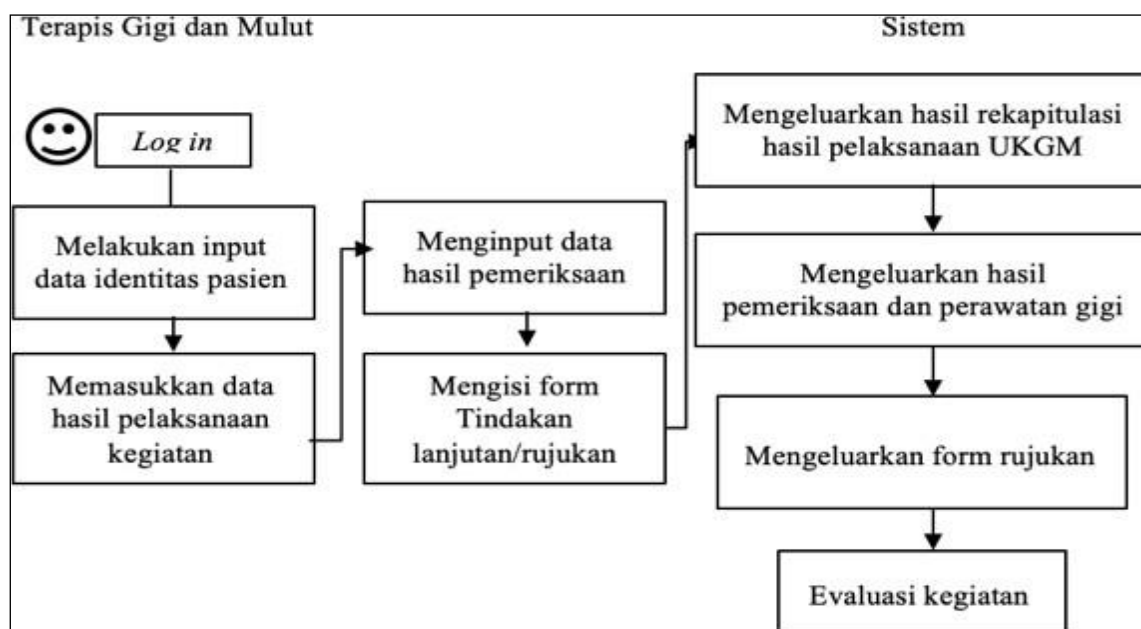 Terapis Gigi dan Mulut
Log in
Melakukan input
data identitas pasien
Memasukkan data
hasil pelaksanaan
kegiatan
Menginput data
hasil pemeriksaan
Mengisi form
Tindakan
lanjutan/rujukan
Sistem
Mengeluarkan hasil rekapitulasi
hasil pelaksanaan UKGM
Mengeluarkan hasil
pemeriksaan dan perawatan gigi
Mengeluarkan form rujukan
Evaluasi kegiatan